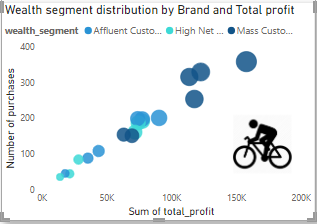 Wealth segment distribution by Brand and Total profit
wealth_segment Affluent Custo... High Net ... Mass Custo...
400
300
200
100
0
Number of purchases
0K 50K 100K 150K 200K
Sum of total_profit